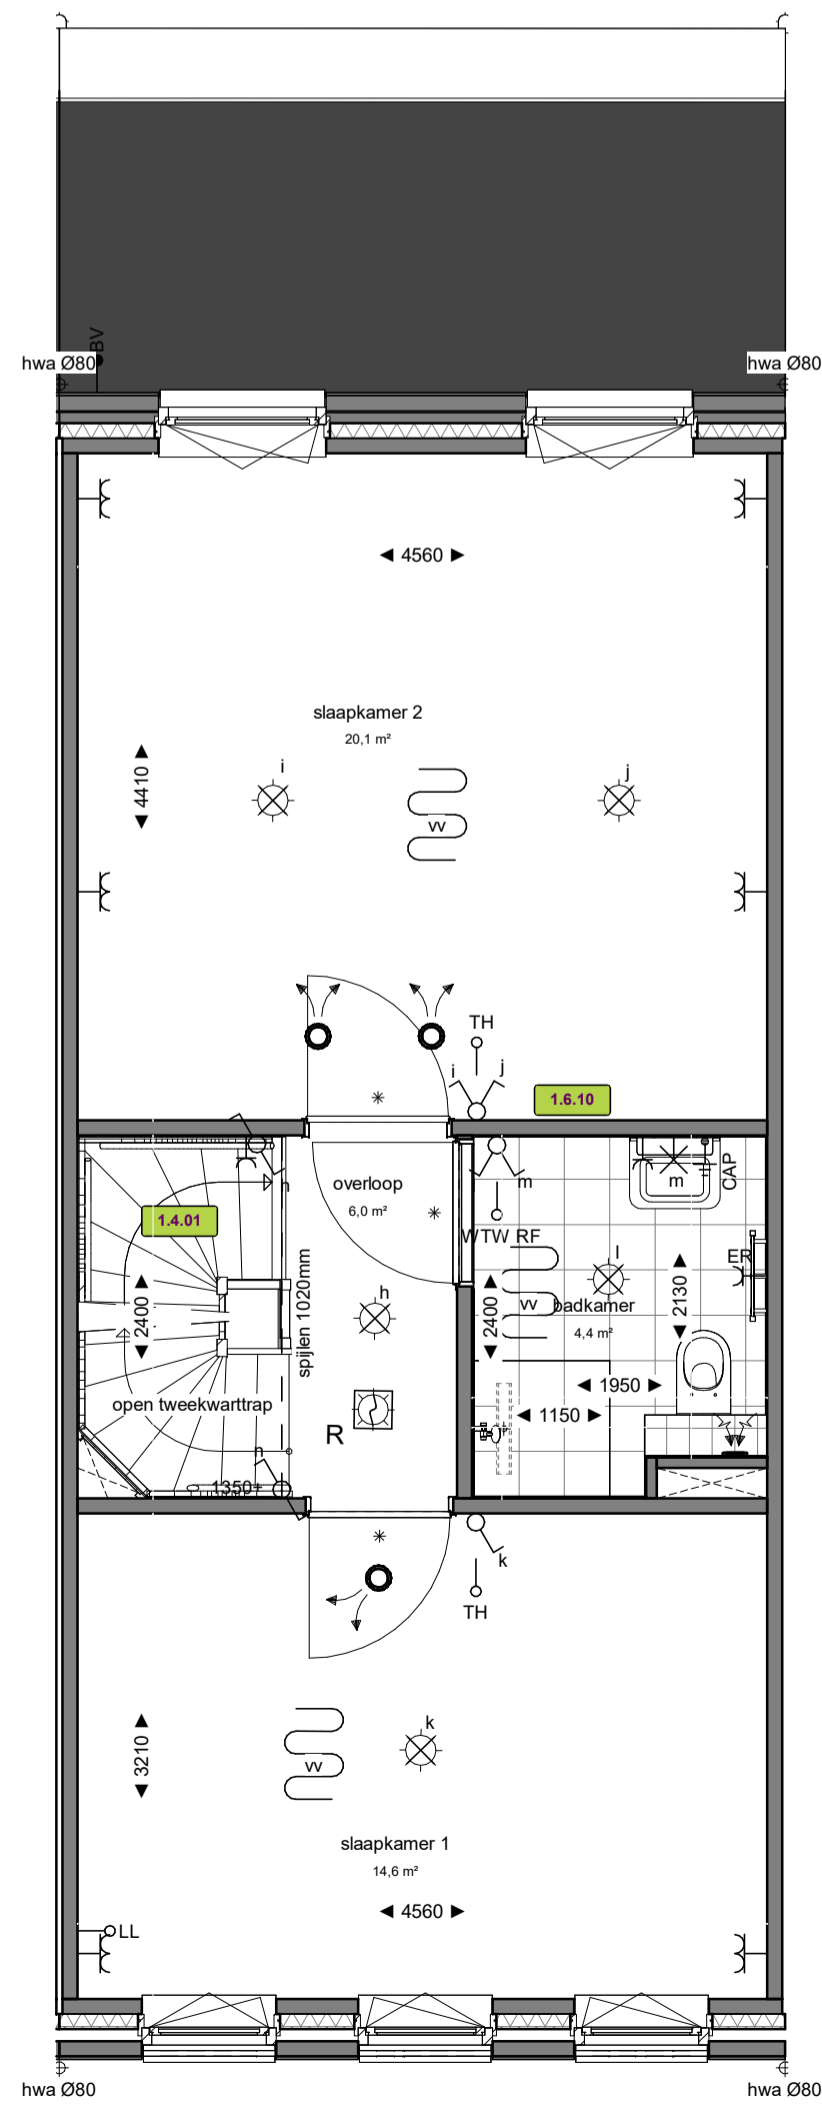 BV
hwa Ø80
hwa Ø80
4560
slaapkamer 2
20,1 m²
i
j
4410
vv
TH
i
j
1.6.10
overloop
6,0 m²
h
m
m
CAP
1.4.01
WTW RF
ER
l
h
2400
spijlen 1020mm
2400
vv
badkamer
4,4 m²
2130
1950
1150
open tweekwarttrap
R
n
1350+
k
TH
k
3210
vv
slaapkamer 1
14,6 m²
4560
LL
hwa Ø80
hwa Ø80